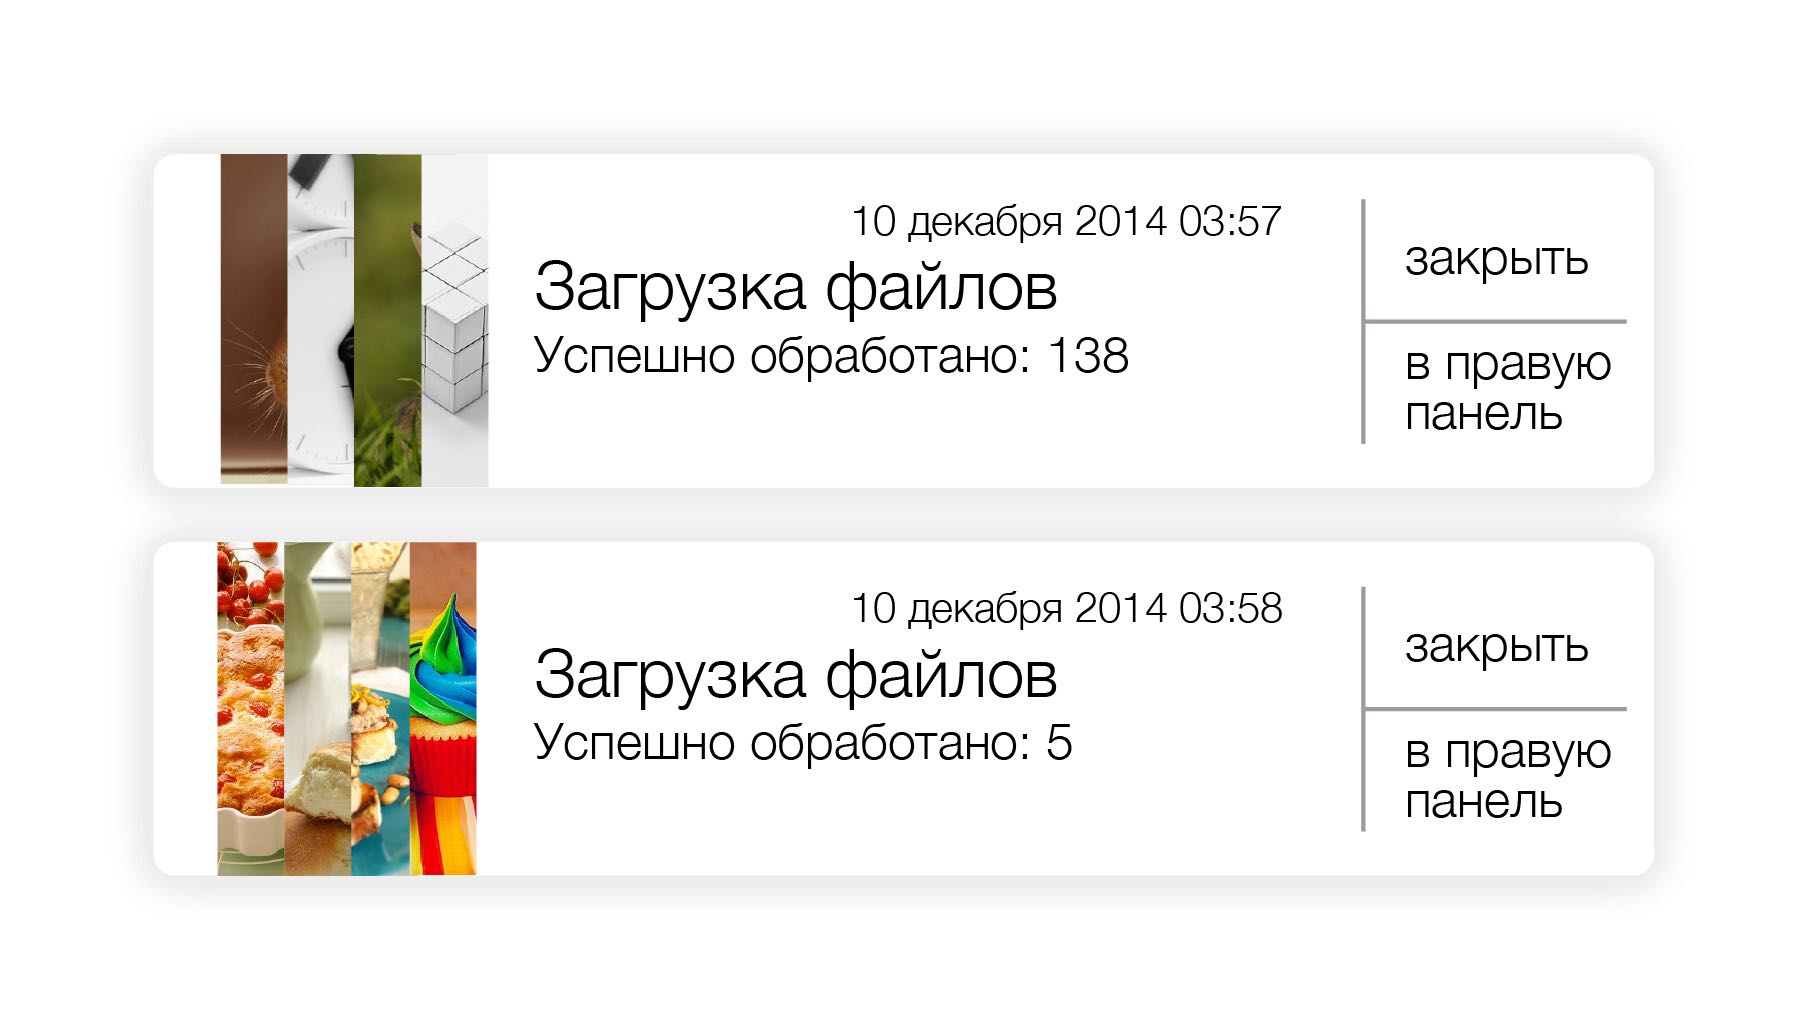 10 декабря 2014 03:57
Загрузка файлов
Успешно обработано: 138
закрыть
в правую
панель
10 декабря 2014 03:58
Загрузка файлов
Успешно обработано: 5
закрыть
в правую
панель